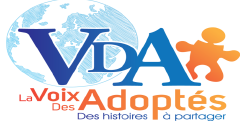 VDA
La Voix
Des Adoptés
Des histoires à partager